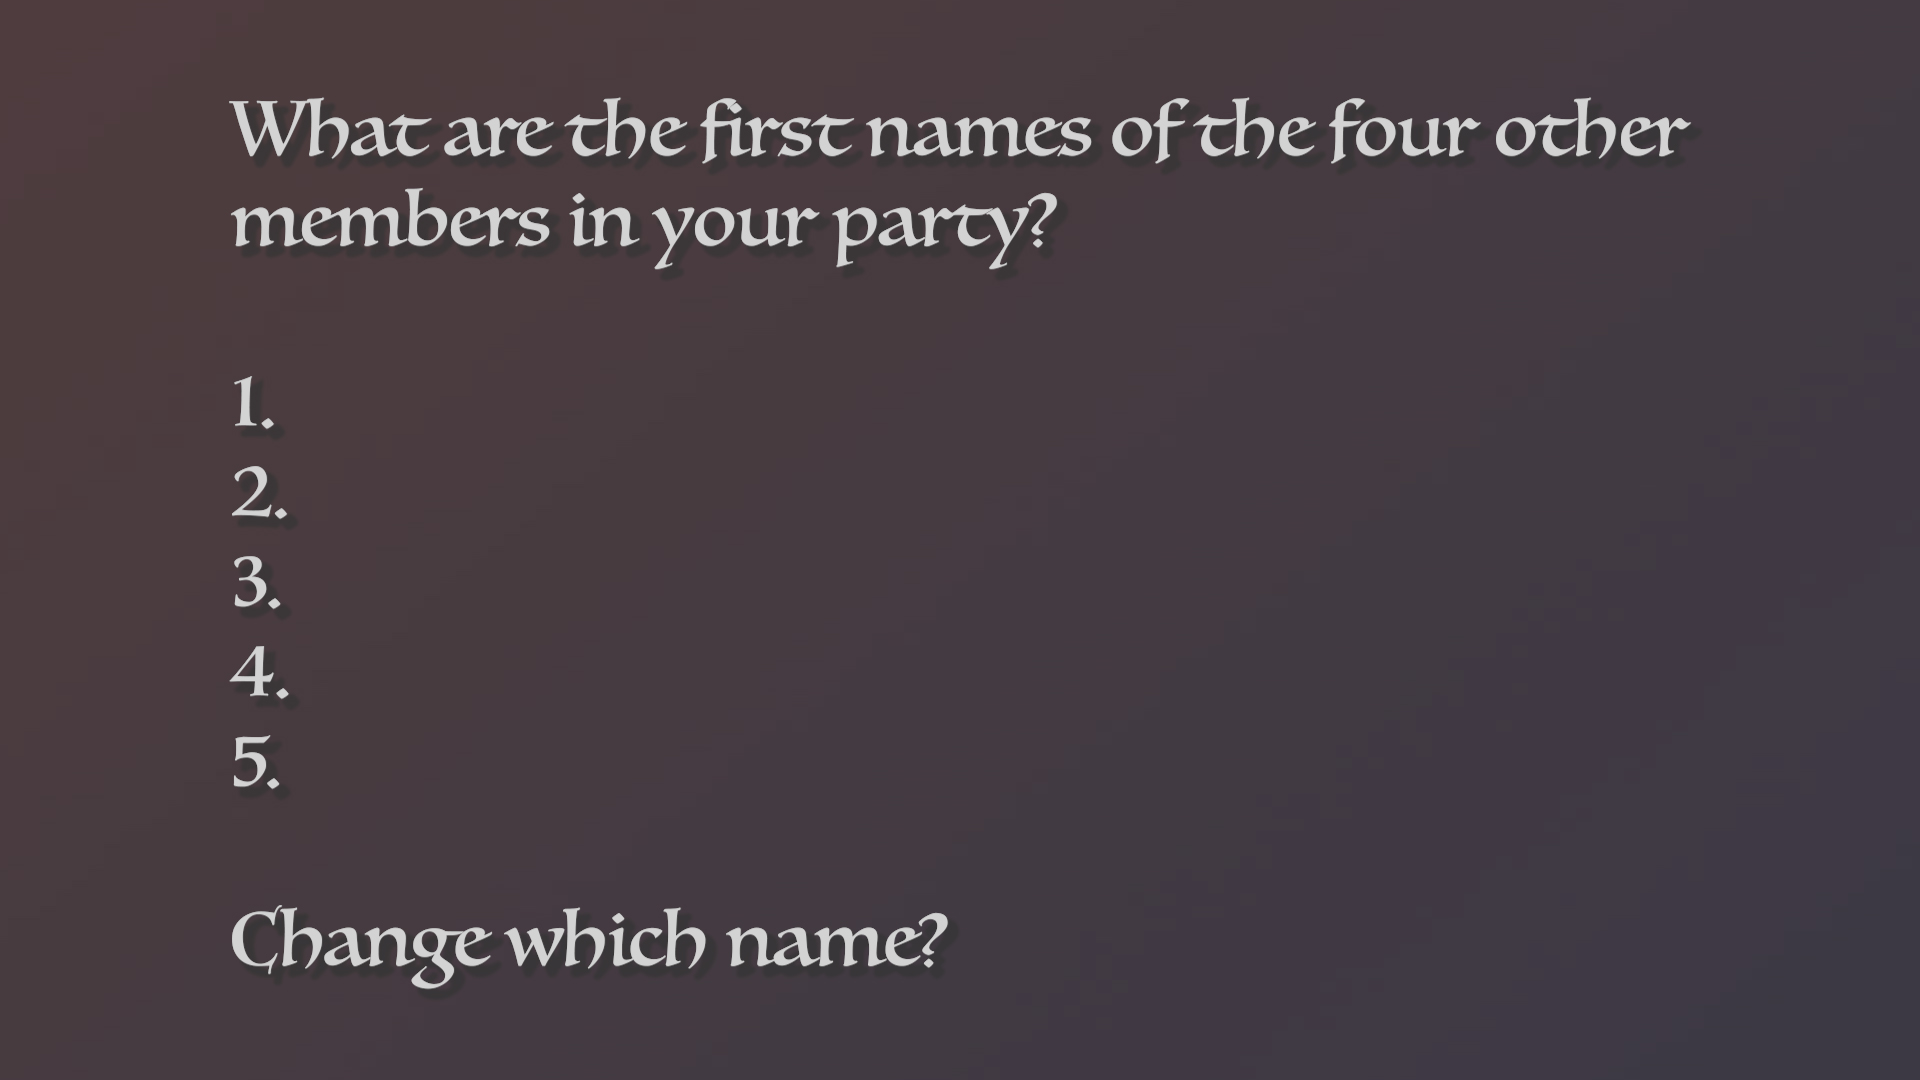 What are the first names of the four other
members in your party?
1.
2.
3.
4.
5.
Change which name?